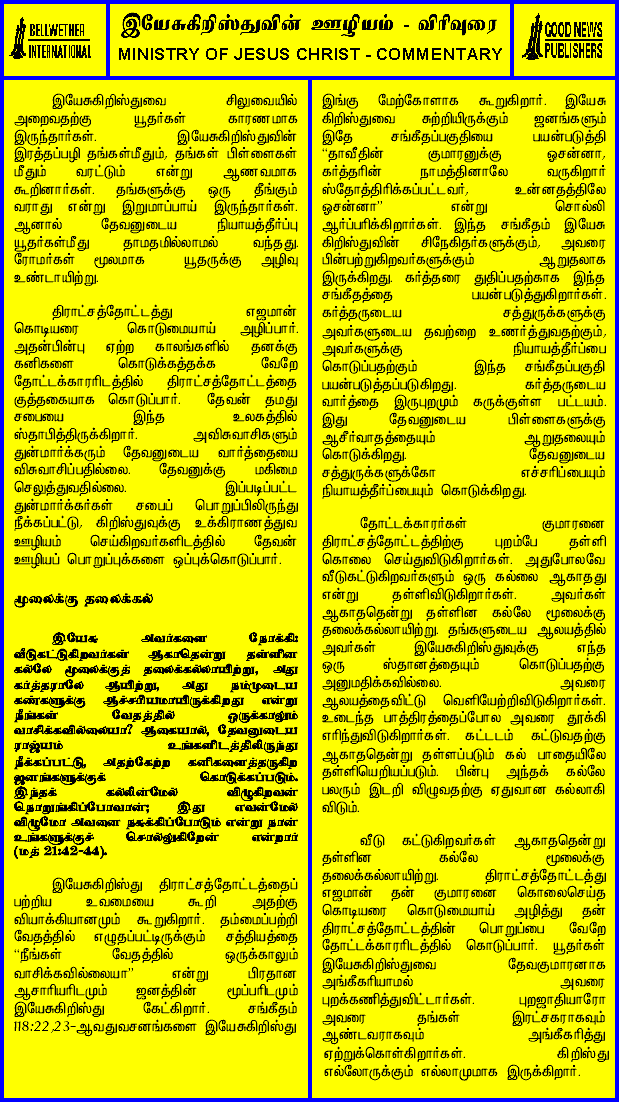 BELLWETHER
INTERNATIONAL
இயேசுகிறிஸ்துவின் ஊழியம் - விரிவுரை
MINISTRY OF JESUS CHRIST - COMMENTARY
GOOD NEWS
PUBLISHERS
இயேசுகிறிஸ்துவை சிலுவையில்
அறைவதற்கு யூதர்கள் காரணமாக
இருந்தார்கள். இயேசுகிறிஸ்துவின்
இரத்தப்பழி தங்கள்மீதும், தங்கள் பிள்ளைகள்
மீதும் வரட்டும் என்று ஆணவமாக
கூறினார்கள். தங்களுக்கு ஒரு தீங்கும்
வராது என்று இறுமாப்பாய் இருந்தார்கள்.
ஆனால் தேவனுடைய நியாயத்தீர்ப்பு
யூதர்கள்மீது தாமதமில்லாமல் வந்தது.
ரோமர்கள் மூலமாக யூதருக்கு அழிவு
உண்டாயிற்று.
திராட்சத்தோட்டத்து எஜமான்
கொடியரை கொடுமையாய் அழிப்பார்.
அதன்பின்பு ஏற்ற காலங்களில் தனக்கு
கனிகளை கொடுக்கத்தக்க வேறே
தோட்டக்காரரிடத்தில் திராட்சத்தோட்டத்தை
குத்தகையாக கொடுப்பார். தேவன் தமது
சபையை இந்த உலகத்தில்
ஸ்தாபித்திருக்கிறார். அவிசுவாசிகளும்
துன்மார்க்கரும் தேவனுடைய வார்த்தையை
விசுவாசிப்பதில்லை. தேவனுக்கு மகிமை
செலுத்துவதில்லை. இப்படிப்பட்ட
துன்மார்க்கர்கள் சபைப் பொறுப்பிலிருந்து
நீக்கப்பட்டு, கிறிஸ்துவுக்கு உக்கிராணத்துவ
ஊழியம் செய்கிறவர்களிடத்தில் தேவன்
ஊழியப் பொறுப்புக்களை ஒப்புக்கொடுப்பார்.
மூலைக்கு தலைக்கல்
இயேசு அவர்களை நோக்கி:
வீடுகட்டுகிறவர்கள் ஆகாதென்று தள்ளின
கல்லே மூலைக்குத் தலைக்கல்லாயிற்று, அது
கர்த்தராலே ஆயிற்று, அது நம்முடைய
கண்களுக்கு ஆச்சரியமாயிருக்கிறது என்று
நீங்கள் வேதத்தில் ஒருக்காலும்
வாசிக்கவில்லையா? ஆகையால், தேவனுடைய
ராஜ்யம் உங்களிடத்திலிருந்து
நீக்கப்பட்டு, அதற்கேற்ற கனிகளைத்தருகிற
ஜனங்களுக்குக் கொடுக்கப்படும்.
இந்தக் கல்லின்மேல் விழுகிறவன்
நொறுங்கிப்போவான்; இது எவன்மேல்
விழுமோ அவனை நசுக்கிப்போடும் என்று நான்
உங்களுக்குச் சொல்லுகிறேன் என்றார்
(மத் 21:42-44).
இயேசுகிறிஸ்து திராட்சத்தோட்டத்தைப்
பற்றிய உவமையை கூறி அதற்கு
வியாக்கியானமும் கூறுகிறார். தம்மைப்பற்றி
வேதத்தில் எழுதப்பட்டிருக்கும் சத்தியத்தை
“நீங்கள் வேதத்தில் ஒருக்காலும்
வாசிக்கவில்லையா” என்று பிரதான
ஆசாரியரிடமும் ஜனத்தின் மூப்பரிடமும்
இயேசுகிறிஸ்து கேட்கிறார். சங்கீதம்
118:22,23-ஆவதுவசனங்களை இயேசுகிறிஸ்து
இங்கு மேற்கோளாக கூறுகிறார். இயேசு
கிறிஸ்துவை சுற்றியிருக்கும் ஜனங்களும்
இதே சங்கீதப்பகுதியை பயன்படுத்தி
“தாவீதின் குமாரனுக்கு ஓசன்னா,
கர்த்தரின் நாமத்தினாலே வருகிறார்
ஸ்தோத்திரிக்கப்பட்டவர், உன்னதத்திலே
ஓசன்னா” என்று சொல்லி
ஆர்ப்பரிக்கிறார்கள். இந்த சங்கீதம் இயேசு
கிறிஸ்துவின் சிநேகிதர்களுக்கும், அவரை
பின்பற்றுகிறவர்களுக்கும் ஆறுதலாக
இருக்கிறது. கர்த்தரை துதிப்பதற்காக இந்த
சங்கீதத்தை பயன்படுத்துகிறார்கள்.
கர்த்தருடைய சத்துருக்களுக்கு
அவர்களுடைய தவற்றை உணர்த்துவதற்கும்,
அவர்களுக்கு நியாயத்தீர்ப்பை
கொடுப்பதற்கும் இந்த சங்கீதப்பகுதி
பயன்படுத்தப்படுகிறது. கர்த்தருடைய
வார்த்தை இருபுறமும் கருக்குள்ள பட்டயம்.
இது தேவனுடைய பிள்ளைகளுக்கு
ஆசீர்வாதத்தையும் ஆறுதலையும்
கொடுக்கிறது. தேவனுடைய
சத்துருக்களுக்கோ எச்சரிப்பையும்
நியாயத்தீர்ப்பையும் கொடுக்கிறது.
தோட்டக்காரர்கள் குமாரனை
திராட்சத்தோட்டத்திற்கு புறம்பே தள்ளி
கொலை செய்துவிடுகிறார்கள். அதுபோலவே
வீடுகட்டுகிறவர்களும் ஒரு கல்லை ஆகாதது
என்று தள்ளிவிடுகிறார்கள். அவர்கள்
ஆகாததென்று தள்ளின கல்லே மூலைக்கு
தலைக்கல்லாயிற்று. தங்களுடைய ஆலயத்தில்
அவர்கள் இயேசுகிறிஸ்துவுக்கு எந்த
ஒரு ஸ்தானத்தையும் கொடுப்பதற்கு
அனுமதிக்கவில்லை. அவரை
ஆலயத்தைவிட்டு வெளியேற்றிவிடுகிறார்கள்.
உடைந்த பாத்திரத்தைப்போல அவரை தூக்கி
எரிந்துவிடுகிறார்கள். கட்டடம் கட்டுவதற்கு
ஆகாததென்று தள்ளப்படும் கல் பாதையிலே
தள்ளியெறியப்படும். பின்பு அந்தக் கல்லே
பலரும் இடறி விழுவதற்கு ஏதுவான கல்லாகி
விடும்.
வீடு கட்டுகிறவர்கள் ஆகாததென்று
தள்ளின கல்லே மூலைக்கு
தலைக்கல்லாயிற்று. திராட்சத்தோட்டத்து
எஜமான் தன் குமாரனை கொலைசெய்த
கொடியரை கொடுமையாய் அழித்து தன்
திராட்சத்தோட்டத்தின் பொறுப்பை வேறே
தோட்டக்காரரிடத்தில் கொடுப்பார். யூதர்கள்
இயேசுகிறிஸ்துவை தேவகுமாரனாக
அங்கீகரியாமல் அவரை
புறக்கணித்துவிட்டார்கள். புறஜாதியாரோ
அவரை தங்கள் இரட்சகராகவும்
ஆண்டவராகவும் அங்கீகரித்து
ஏற்றுக்கொள்கிறார்கள். கிறிஸ்து
எல்லோருக்கும் எல்லாமுமாக இருக்கிறார்.